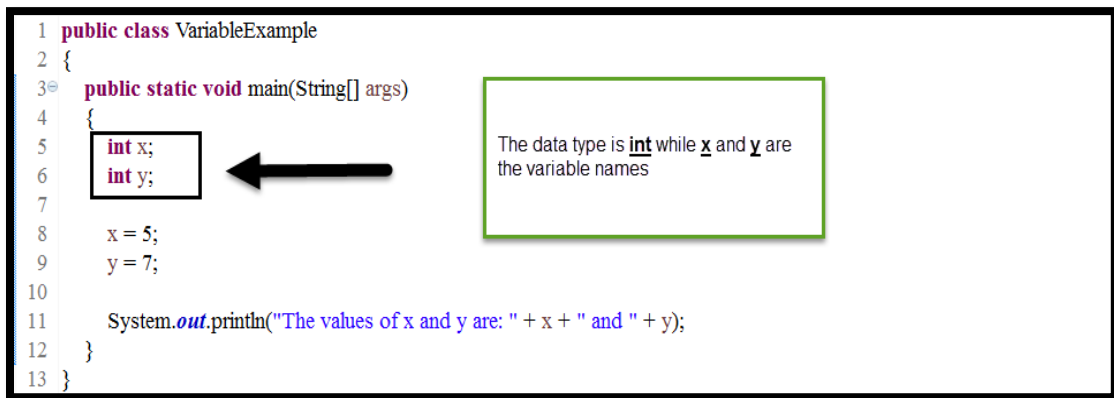 1 public class VariableExample
2 {
3 public static void main(String[] args)
4 {
5 int x;
6 int y;
7
8 x = 5;
9 y = 7;
10
11 System.out.println("The values of x and y are: " + x + " and " + y);
12 }
13 }
The data type is int while x and y are
the variable names